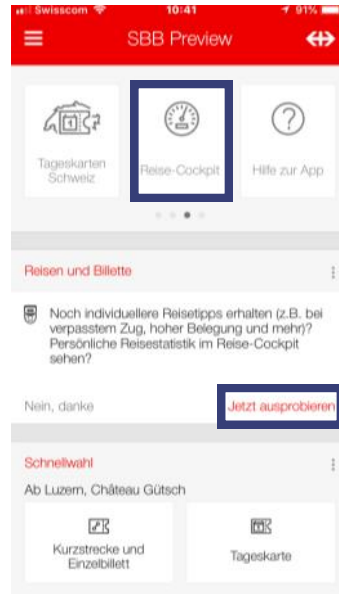 Swisscom 10:41 91%
SBB Preview
Tageskarten
Schweiz
Reise-Cockpit
Hilfe zur App
Reisen und Billette
Noch individuellere Reisetipps erhalten (z.B. bei
verpasstem Zug, hoher Belegung und mehr)?
Persönliche Reisestatistik im Reise-Cockpit
sehen?
Nein, danke
Jetzt ausprobieren
Schnellwahl
Ab Luzern, Château Gütsch
Kurzstrecke und
Einzelbillett
Tageskarte